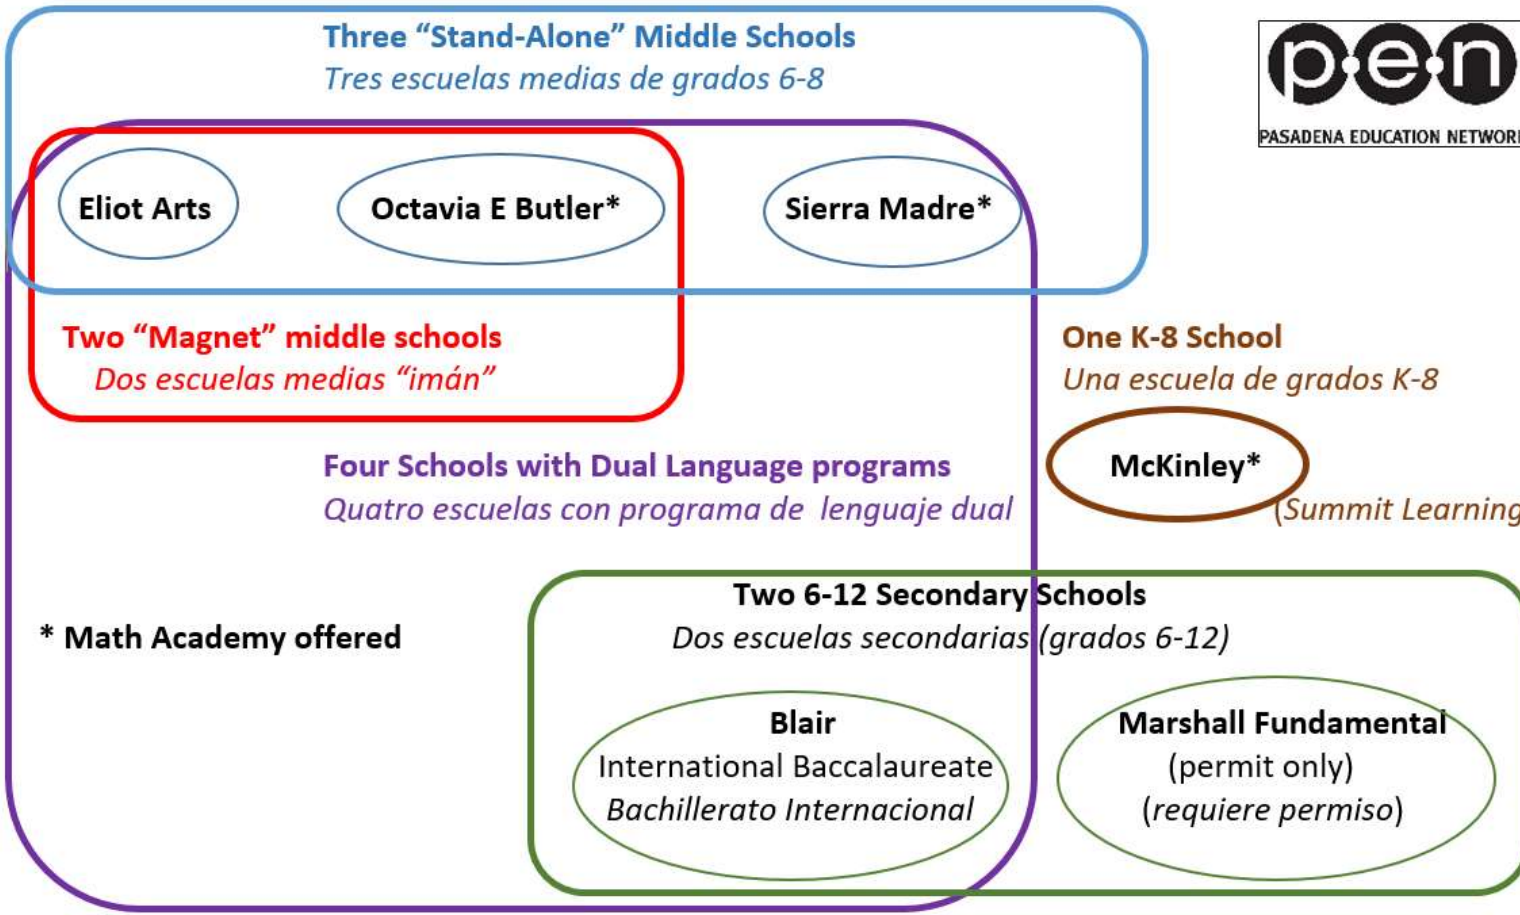 Three “Stand-Alone” Middle Schools
Tres escuelas medias de grados 6-8
p•e•n
PASADENA EDUCATION NETWORK
Eliot Arts
Octavia E Butler*
Sierra Madre*
Two “Magnet” middle schools
Dos escuelas medias “imán”
One K-8 School
Una escuela de grados K-8
McKinley*
(Summit Learning
Four Schools with Dual Language programs
Quatro escuelas con programa de lenguaje dual
* Math Academy offered
Two 6-12 Secondary Schools
Dos escuelas secundarias (grados 6-12)
Blair
International Baccalaureate
Bachillerato Internacional
Marshall Fundamental
(permit only)
(requiere permiso)